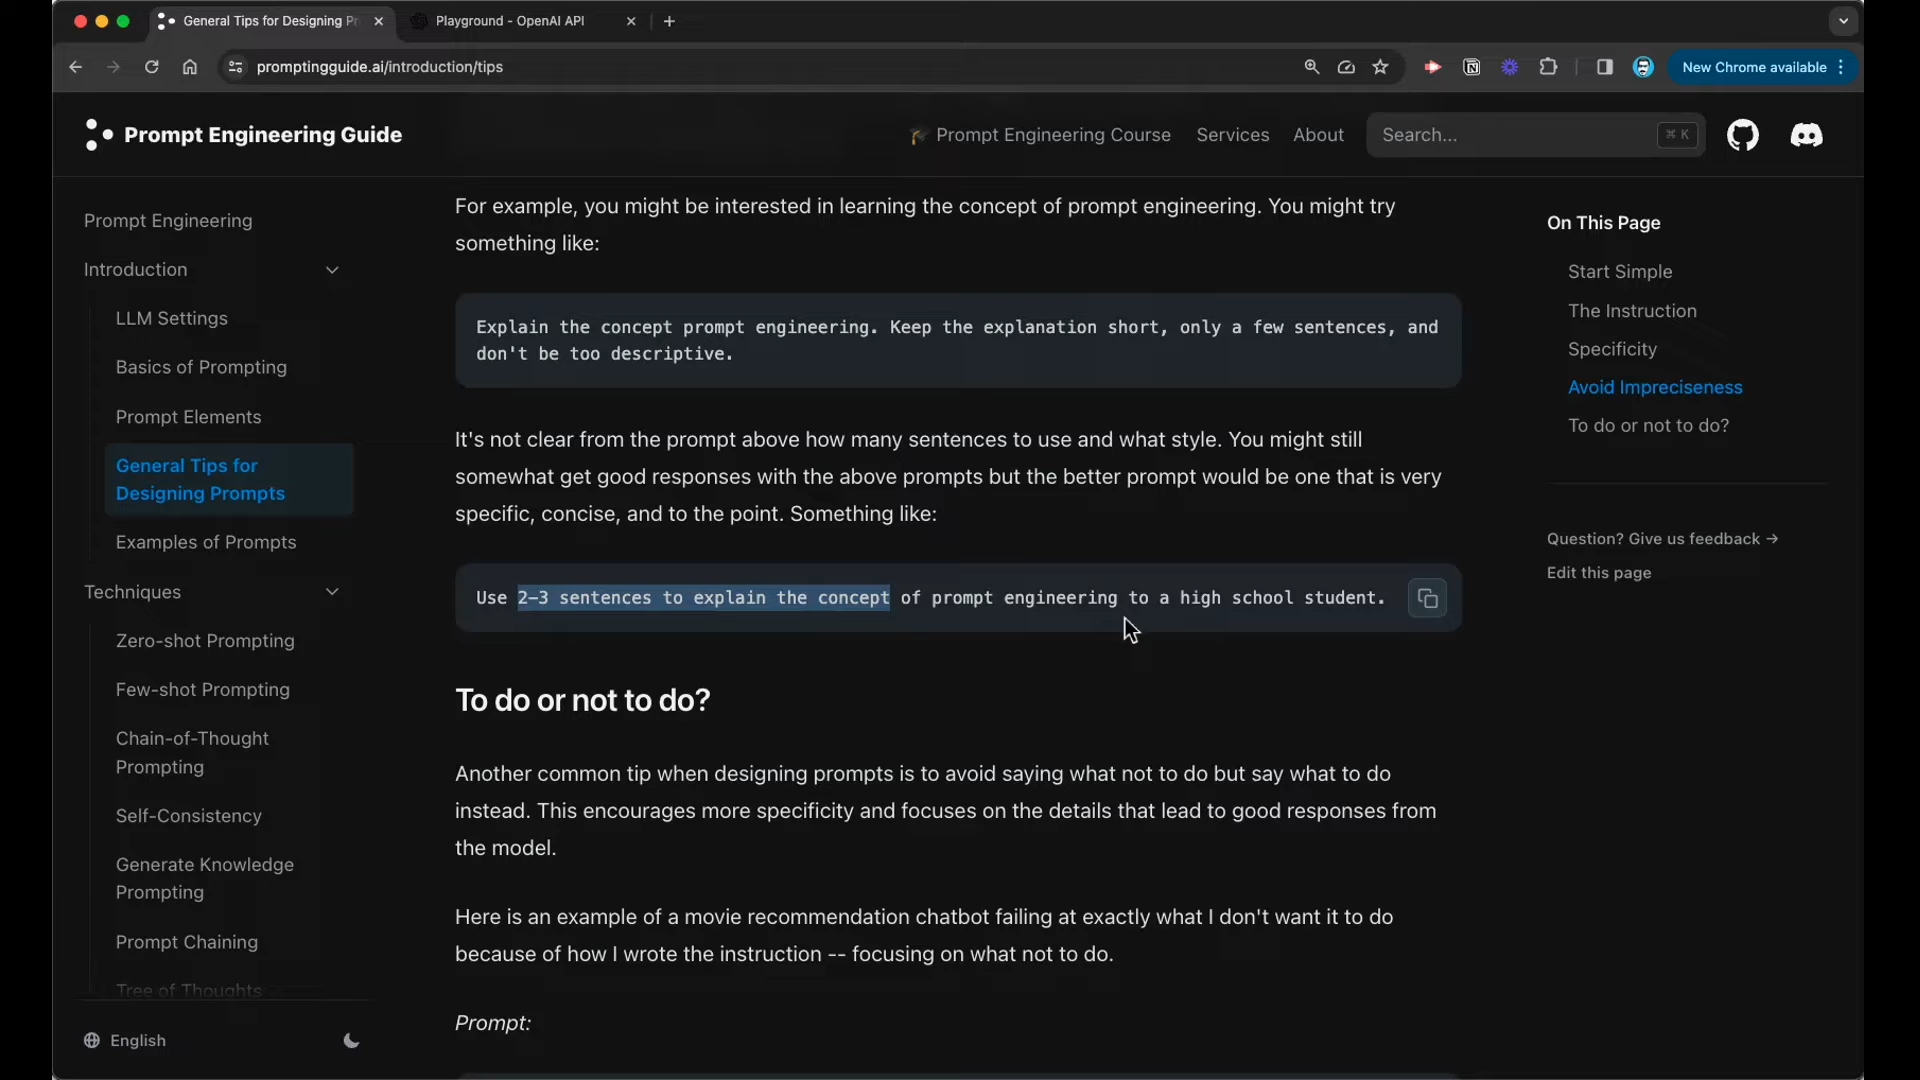 General Tips for Designing Pr
Playground - OpenAI API
promptingguide.ai/introduction/tips
New Chrome available
Prompt Engineering Guide
Prompt Engineering Course
Services
About
Search...
⌘ K
Prompt Engineering
Introduction
LLM Settings
Basics of Prompting
Prompt Elements
General Tips for
Designing Prompts
Examples of Prompts
Techniques
Zero-shot Prompting
Few-shot Prompting
Chain-of-Thought
Prompting
Self-Consistency
Generate Knowledge
Prompting
Prompt Chaining
Tree of Thoughts
English
For example, you might be interested in learning the concept of prompt engineering. You might try
something like:
Explain the concept prompt engineering. Keep the explanation short, only a few sentences, and
don't be too descriptive.
It's not clear from the prompt above how many sentences to use and what style. You might still
somewhat get good responses with the above prompts but the better prompt would be one that is very
specific, concise, and to the point. Something like:
Use 2-3 sentences to explain the concept of prompt engineering to a high school student.
To do or not to do?
Another common tip when designing prompts is to avoid saying what not to do but say what to do
instead. This encourages more specificity and focuses on the details that lead to good responses from
the model.
Here is an example of a movie recommendation chatbot failing at exactly what I don't want it to do
because of how I wrote the instruction -- focusing on what not to do.
Prompt:
On This Page
Start Simple
The Instruction
Specificity
Avoid Impreciseness
To do or not to do?
Question? Give us feedback →
Edit this page